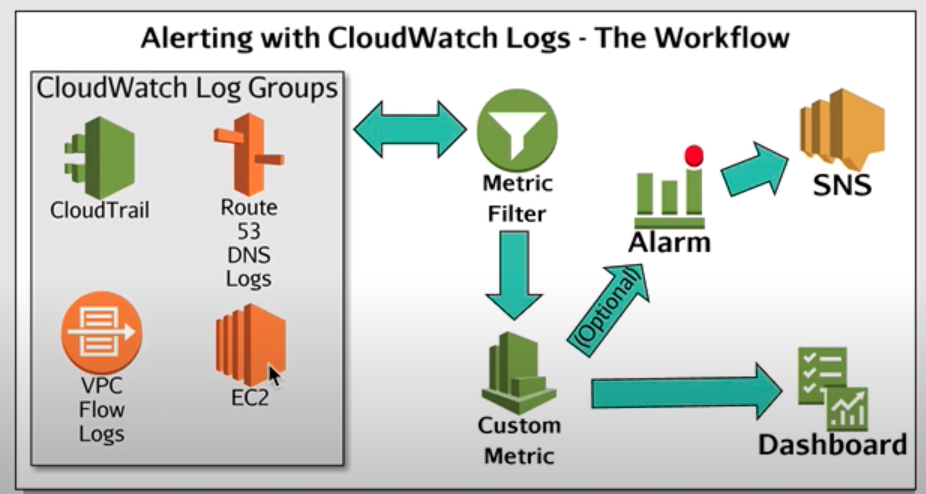 Alerting with CloudWatch Logs - The Workflow
CloudWatch Log Groups
CloudTrail
Route
53
DNS
Logs
VPC
Flow
Logs
EC2
Metric
Filter
Custom
Metric
(Optional)
Alarm
SNS
Dashboard